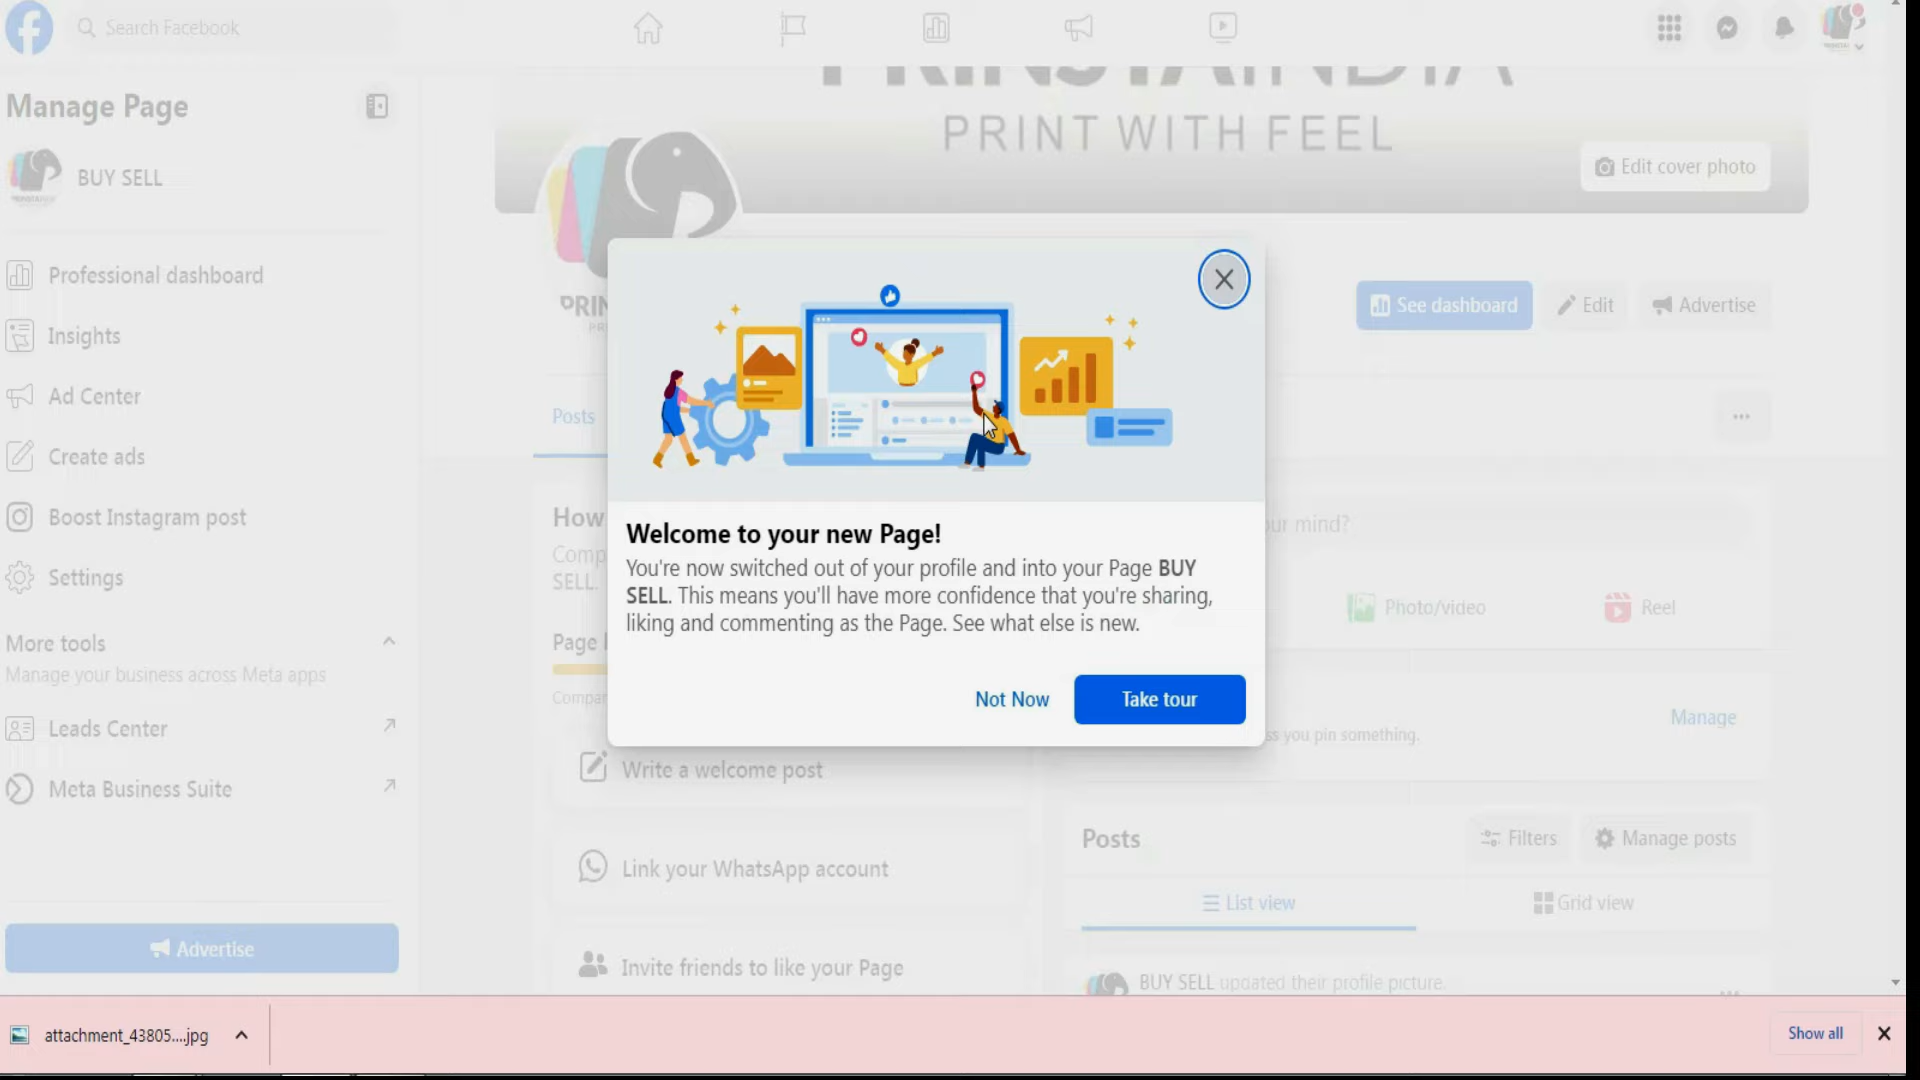 Search Facebook
PRINSTAINDIA
PRINT WITH FEEL
Edit cover photo
Manage Page
BUY SELL
Professional dashboard
Insights
Ad Center
Create ads
Boost Instagram post
Settings
More tools
Manage your business across Meta apps
Leads Center
Meta Business Suite
Advertise
See dashboard
Edit
Advertise
Posts
How
SELL.
Page
Welcome to your new Page!
You're now switched out of your profile and into your Page BUY
SELL. This means you'll have more confidence that you're sharing,
liking and commenting as the Page. See what else is new.
Not Now
Take tour
mind?
Photo/video
Reel
Manage
you pin something.
Write a welcome post
Link your WhatsApp account
Invite friends to like your Page
Posts
Filters
Manage posts
List view
Grid view
BUY SELL updated their profile picture.
attachment_43805....jpg
Show all